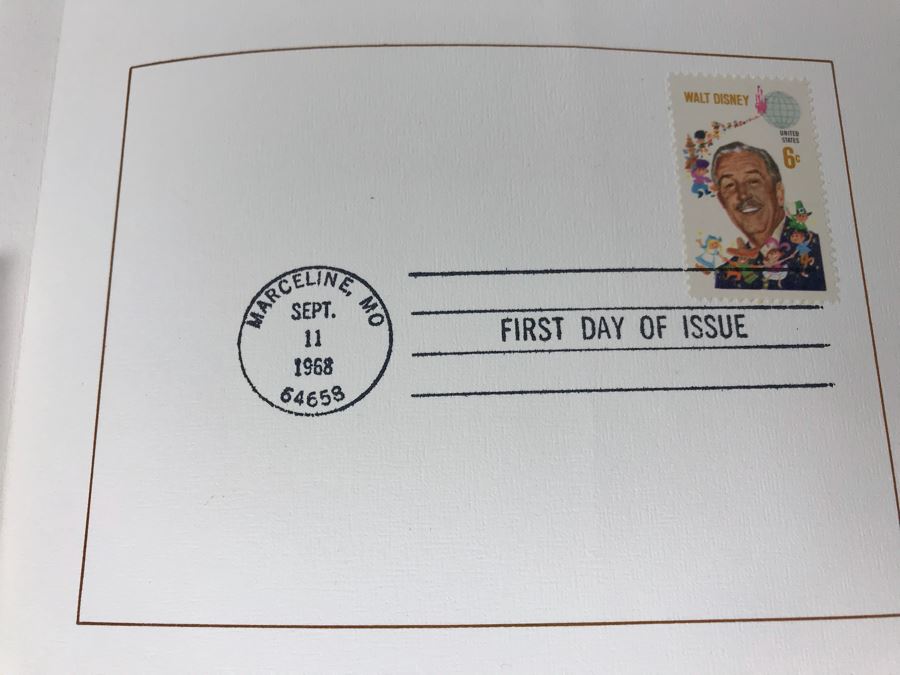 WALT DISNEY
UNITED
STATES
6c
MARCELINE, MO
SEPT.
11
1968
64658
FIRST DAY OF ISSUE